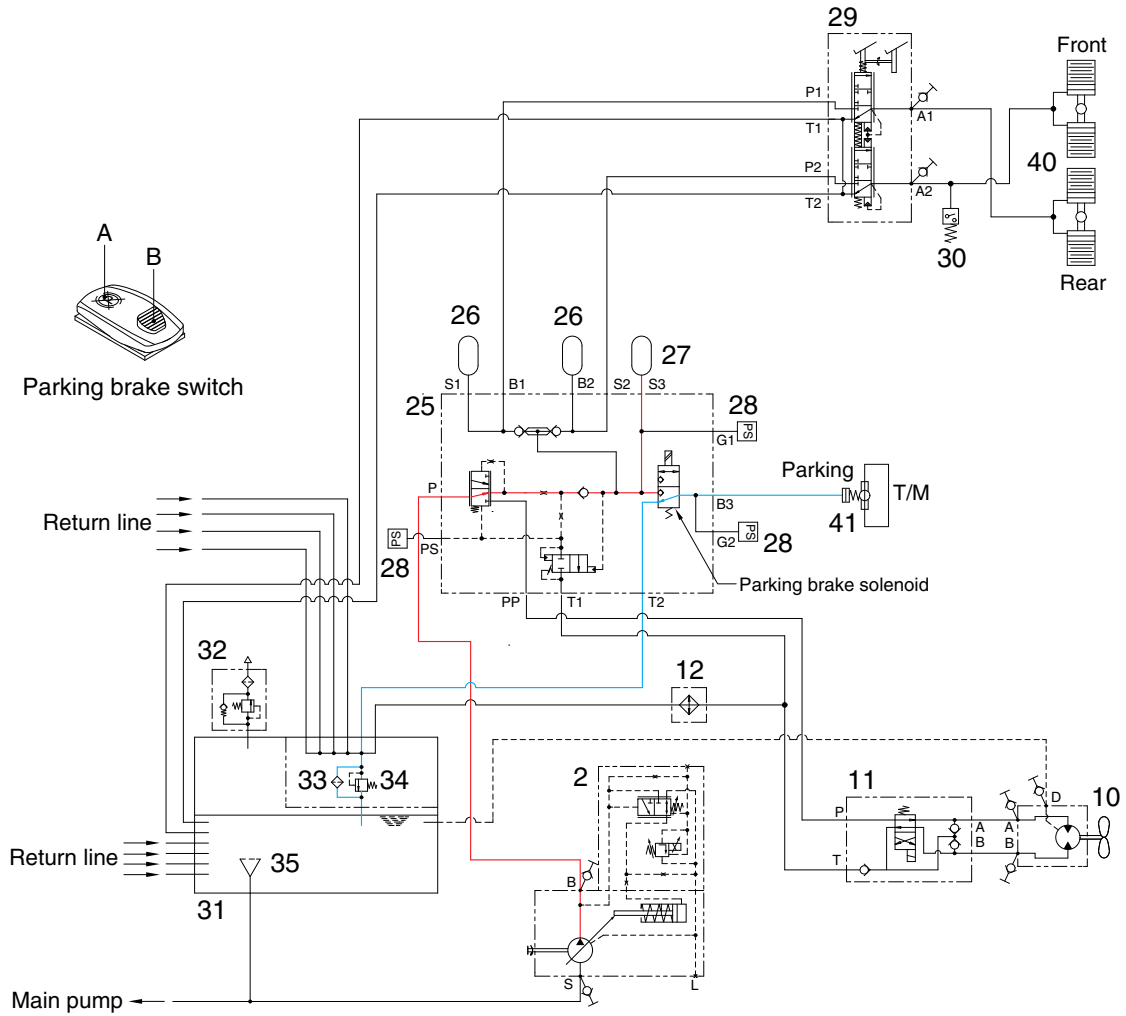 29
Front
P1
A1
T1
P2
40
A2
T2
30
Rear
A
B
Parking brake switch
26
26
27
S1
B1
B2
S2
S3
25
28
PS
G1
P
Parking
T/M
B3
41
Return line
PS
PS
28
G2
PS
28
Parking brake solenoid
PP
T1
T2
32
12
33
34
2
11
D
10
P
A
A
B
B
T
Return line
35
B
31
S
L
Main pump